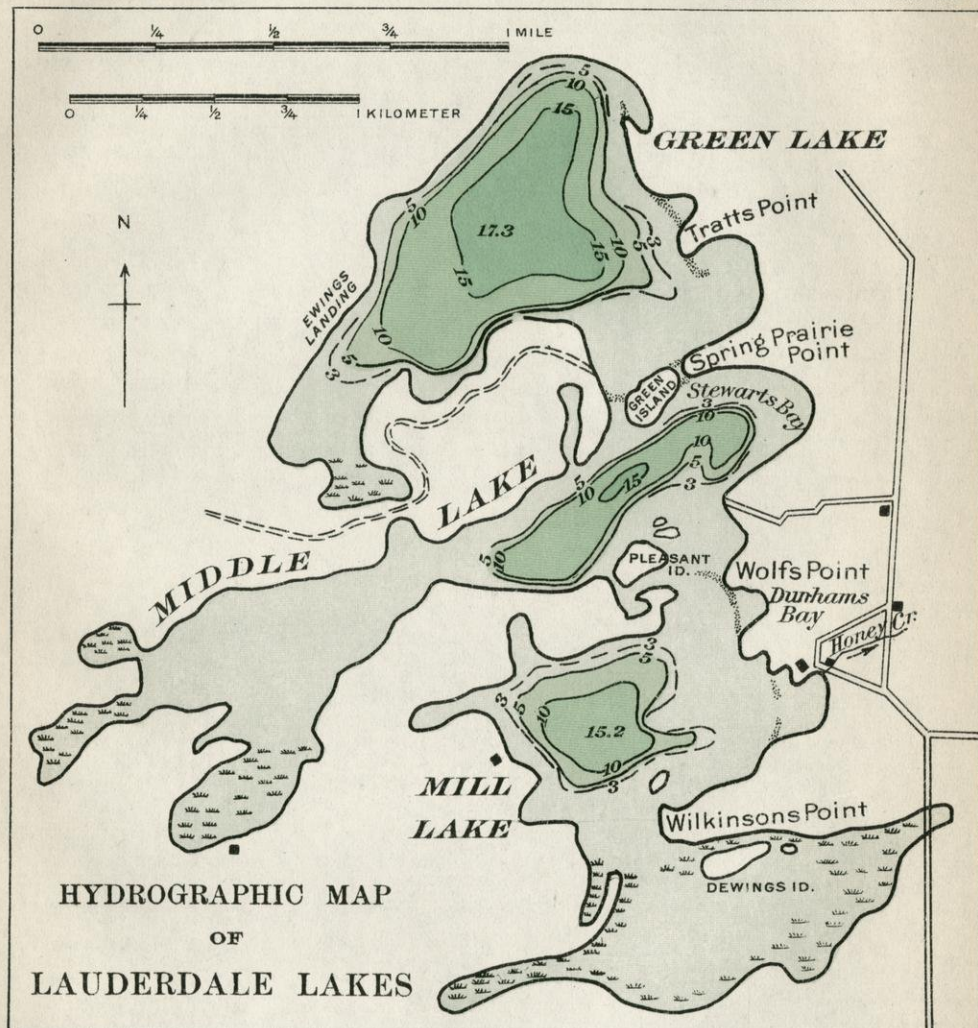 0 ¼ ½ ¾ 1 MILE
0 ¼ ½ ¾ 1 KILOMETER
5
10
15
GREEN LAKE
N
5
10
17.3
Tratts Point
3
5
10
15
15
EWINGS
LANDING
10
5
3
Spring Prairie
Point
GREEN
ISLAND
Stewarts Bay
3
10
10
5
3
5
10
15
MIDDLE LAKE
5
10
PLEASANT
ID.
Wolfs Point
Dunhams
Bay
Honey Cr.
3
5
3
5
10
15.2
10
3
MILL
LAKE
Wilkinsons Point
DEWINGS ID.
HYDROGRAPHIC MAP
OF
LAUDERDALE LAKES